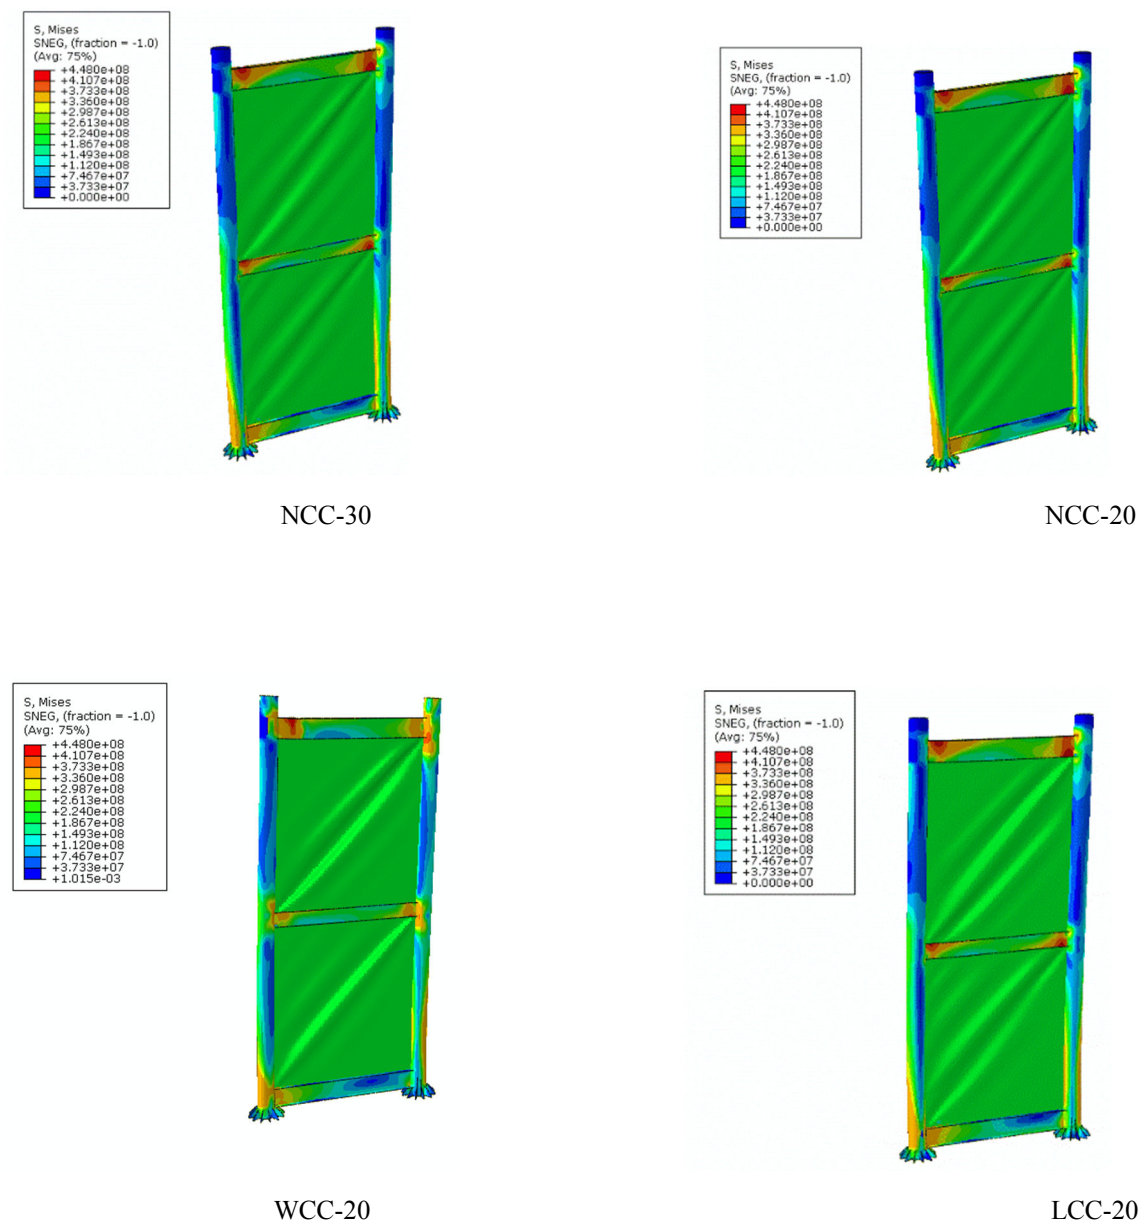 S, Mises
SNEG, (fraction = -1.0)
(Avg: 75%)
+4.480e+08
+4.107e+08
+3.733e+08
+3.360e+08
+2.987e+08
+2.613e+08
+2.240e+08
+1.867e+08
+1.493e+08
+1.120e+08
+7.467e+07
+3.733e+07
+0.000e+00
S, Mises
SNEG, (fraction = -1.0)
(Avg: 75%)
+4.480e+08
+4.107e+08
+3.733e+08
+3.360e+08
+2.987e+08
+2.613e+08
+2.240e+08
+1.867e+08
+1.493e+08
+1.120e+08
+7.467e+07
+3.733e+07
+0.000e+00
NCC-30
NCC-20
S, Mises
SNEG, (fraction = -1.0)
(Avg: 75%)
+4.480e+08
+4.107e+08
+3.733e+08
+3.360e+08
+2.987e+08
+2.613e+08
+2.240e+08
+1.867e+08
+1.493e+08
+1.120e+08
+7.467e+07
+3.733e+07
+1.015e-03
S, Mises
SNEG, (fraction = -1.0)
(Avg: 75%)
+4.480e+08
+4.107e+08
+3.733e+08
+3.360e+08
+2.987e+08
+2.613e+08
+2.240e+08
+1.867e+08
+1.493e+08
+1.120e+08
+7.467e+07
+3.733e+07
+0.000e+00
WCC-20
LCC-20